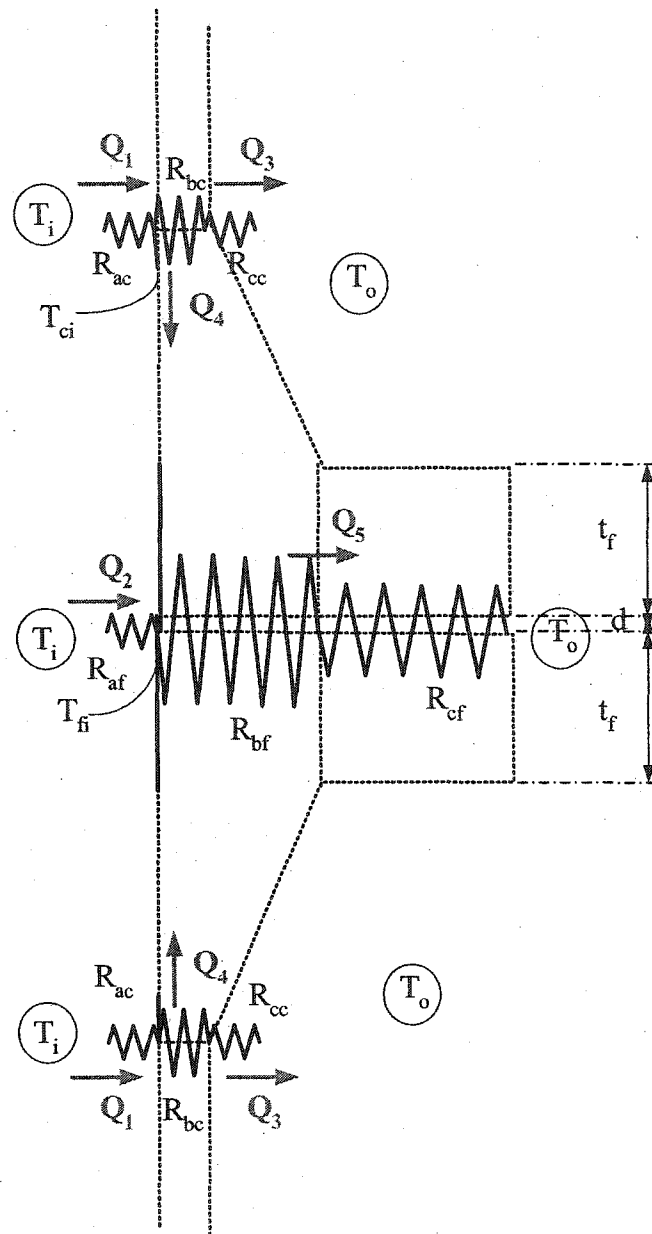 Q1 Rbc Q3
Ti
Rac Rcc
To
Tci Q4
Q5 tf
Q2
Ti To d
Raf
Tfi Rbf Rcf tf
Rac Q4 Rcc
To
Ti
Q1 Rbc Q3